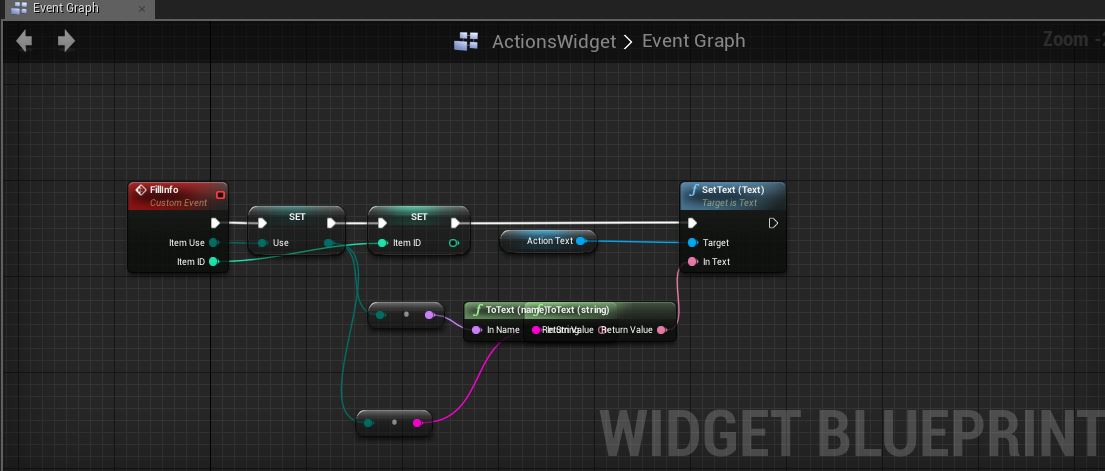 Event Graph
ActionsWidget > Event Graph
Zoom -
FillInfo
Custom Event
Item Use
Item ID
SET
Use
SET
Item ID
Action Text
SetText (Text)
Target is Text
Target
In Text
ToText (name)
ToText (string)
In Name
In String
Return Value
Return Value
WIDGET BLUEPRINT